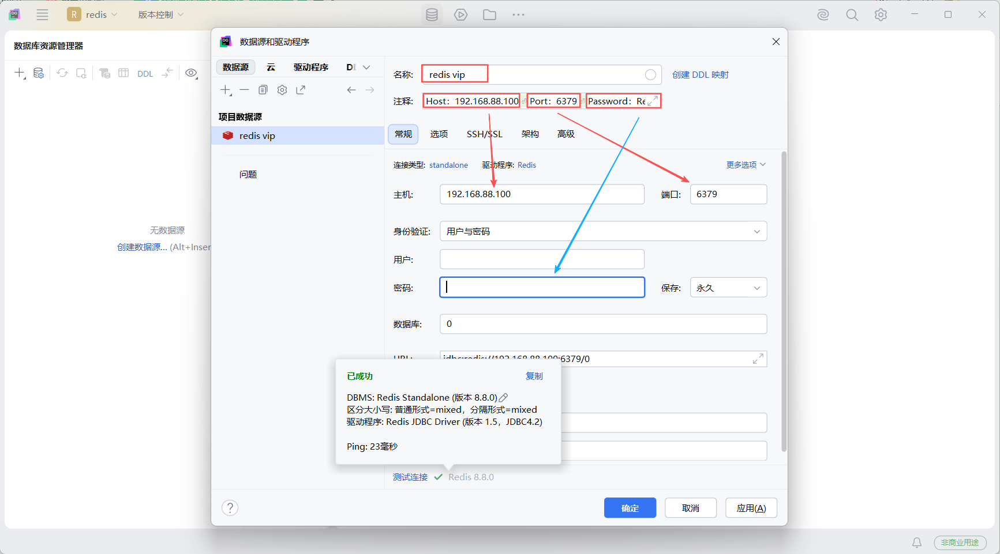 R redis 版本控制
数据库资源管理器
DDL
无数据源
创建数据源... (Alt+Inser
数据源和驱动程序
数据源 云 驱动程序
项目数据源
redis vip
问题
名称: redis vip 创建 DDL 映射
注释: Host: 192.168.88.100 Port: 6379 Password: Re
常规 选项 SSH/SSL 架构 高级
连接类型: standalone 驱动程序: Redis 更多选项
主机: 192.168.88.100 端口: 6379
身份验证: 用户与密码
用户:
密码: 保存: 永久
数据库: 0
URL: jdbc:redis://192.168.88.100:6379/0
已成功 复制
DBMS: Redis Standalone (版本 8.8.0)
区分大小写: 普通形式=mixed，分隔形式=mixed
驱动程序: Redis JDBC Driver (版本 1.5，JDBC4.2)
Ping: 23毫秒
测试连接 Redis 8.8.0
? 确定 取消 应用(A)
非商业用途